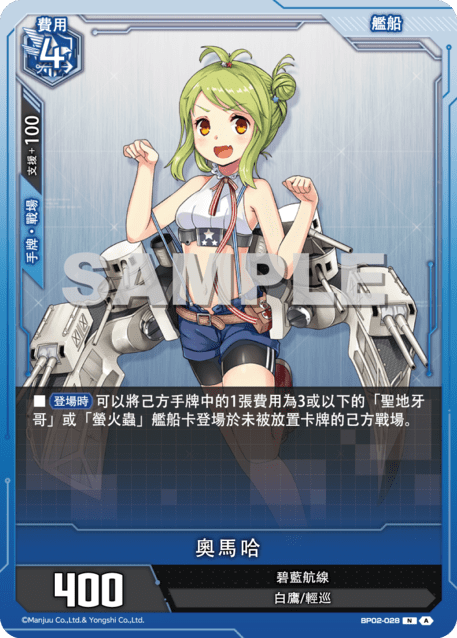 費用
4
艦船
支援+100
手牌・戰場
SAMPLE
■ 登場時 可以將己方手牌中的1張費用為3或以下的「聖地牙
哥」或「螢火蟲」艦船卡登場於未被放置卡牌的己方戰場。
奧馬哈
400
碧藍航線
白鷹/輕巡
©Manjuu Co.,Ltd.& Yongshi Co.,Ltd.
BP02-028 N A